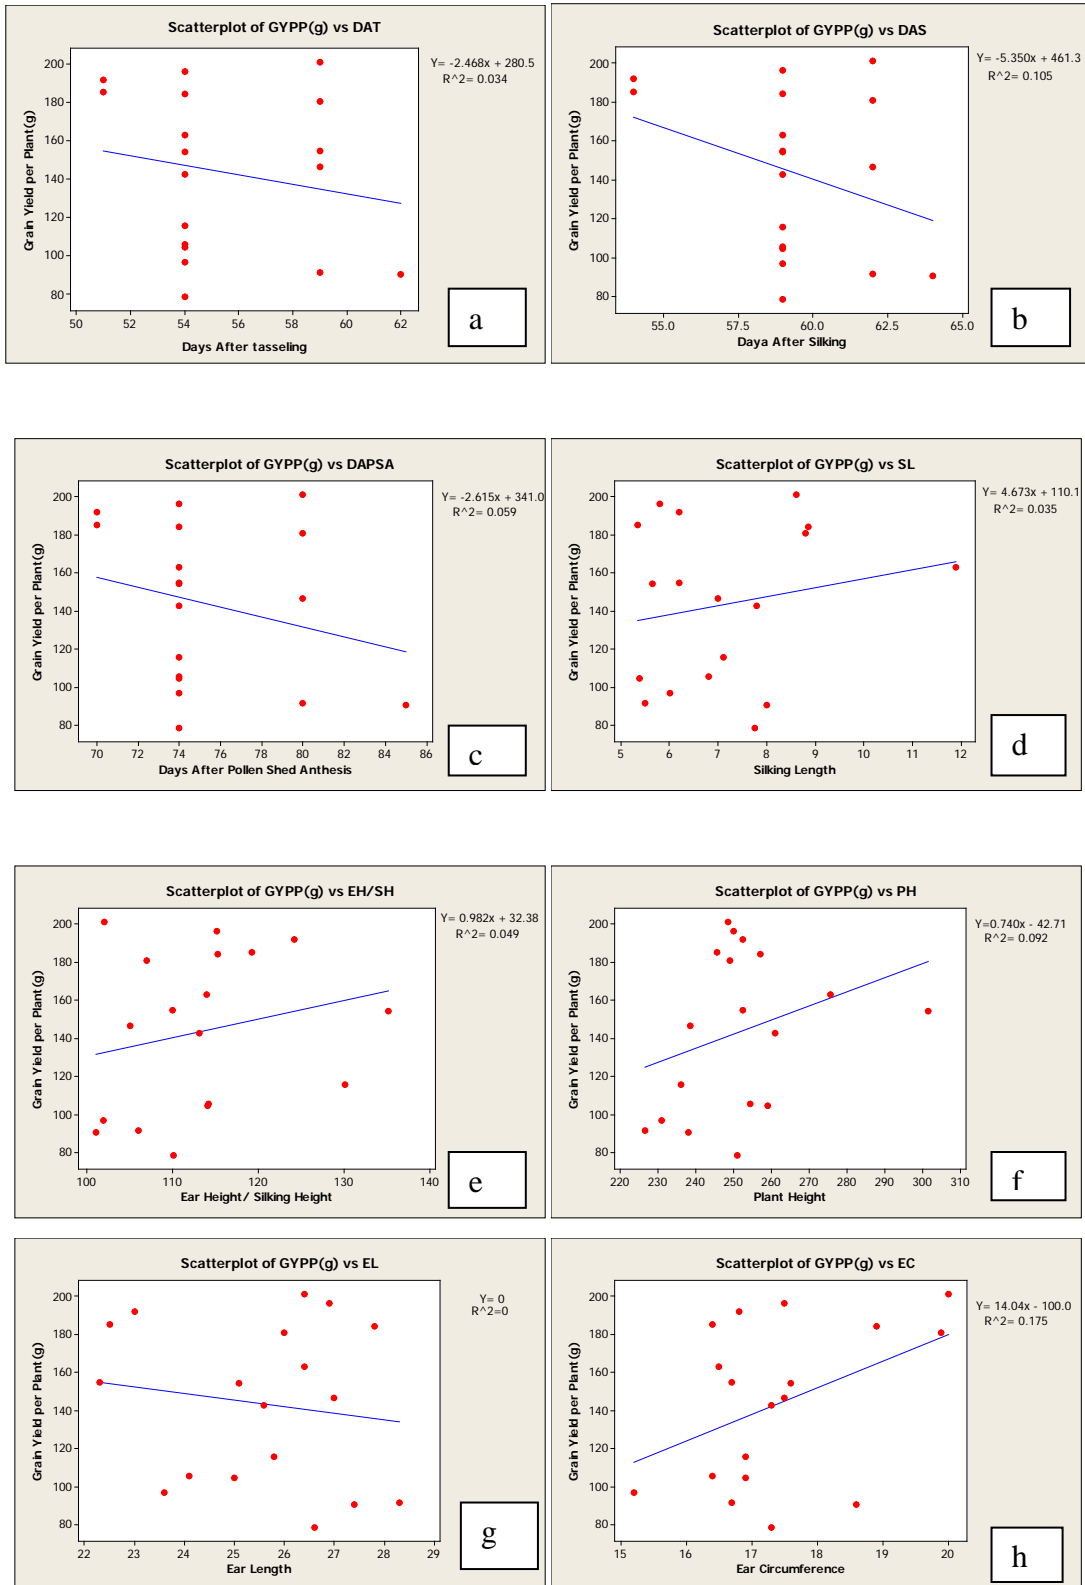 Scatterplot of GYPP(g) vs DAT
Y= -2.468x + 280.5
R^2= 0.034
Grain Yield per Plant(g)
200
180
160
140
120
100
80
50 52 54 56 58 60 62
Days After tasseling
a
Scatterplot of GYPP(g) vs DAS
Y= -5.350x + 461.3
R^2= 0.105
Grain Yield per Plant(g)
200
180
160
140
120
100
80
55.0 57.5 60.0 62.5 65.0
Daya After Silking
b
Scatterplot of GYPP(g) vs DAPSA
Y= -2.615x + 341.0
R^2= 0.059
Grain Yield per Plant(g)
200
180
160
140
120
100
80
70 72 74 76 78 80 82 84 86
Days After Pollen Shed Anthesis
c
Scatterplot of GYPP(g) vs SL
Y= 4.673x + 110.1
R^2= 0.035
Grain Yield per Plant(g)
200
180
160
140
120
100
80
5 6 7 8 9 10 11 12
Silking Length
d
Scatterplot of GYPP(g) vs EH/SH
Y= 0.982x + 32.38
R^2= 0.049
Grain Yield per Plant(g)
200
180
160
140
120
100
80
100 110 120 130 140
Ear Height/ Silking Height
e
Scatterplot of GYPP(g) vs PH
Y=0.740x - 42.71
R^2= 0.092
Grain Yield per Plant(g)
200
180
160
140
120
100
80
220 230 240 250 260 270 280 290 300 310
Plant Height
f
Scatterplot of GYPP(g) vs EL
Y= 0
R^2=0
Grain Yield per Plant(g)
200
180
160
140
120
100
80
22 23 24 25 26 27 28 29
Ear Length
g
Scatterplot of GYPP(g) vs EC
Y= 14.04x - 100.0
R^2= 0.175
Grain Yield per Plant(g)
200
180
160
140
120
100
80
15 16 17 18 19 20
Ear Circumference
h